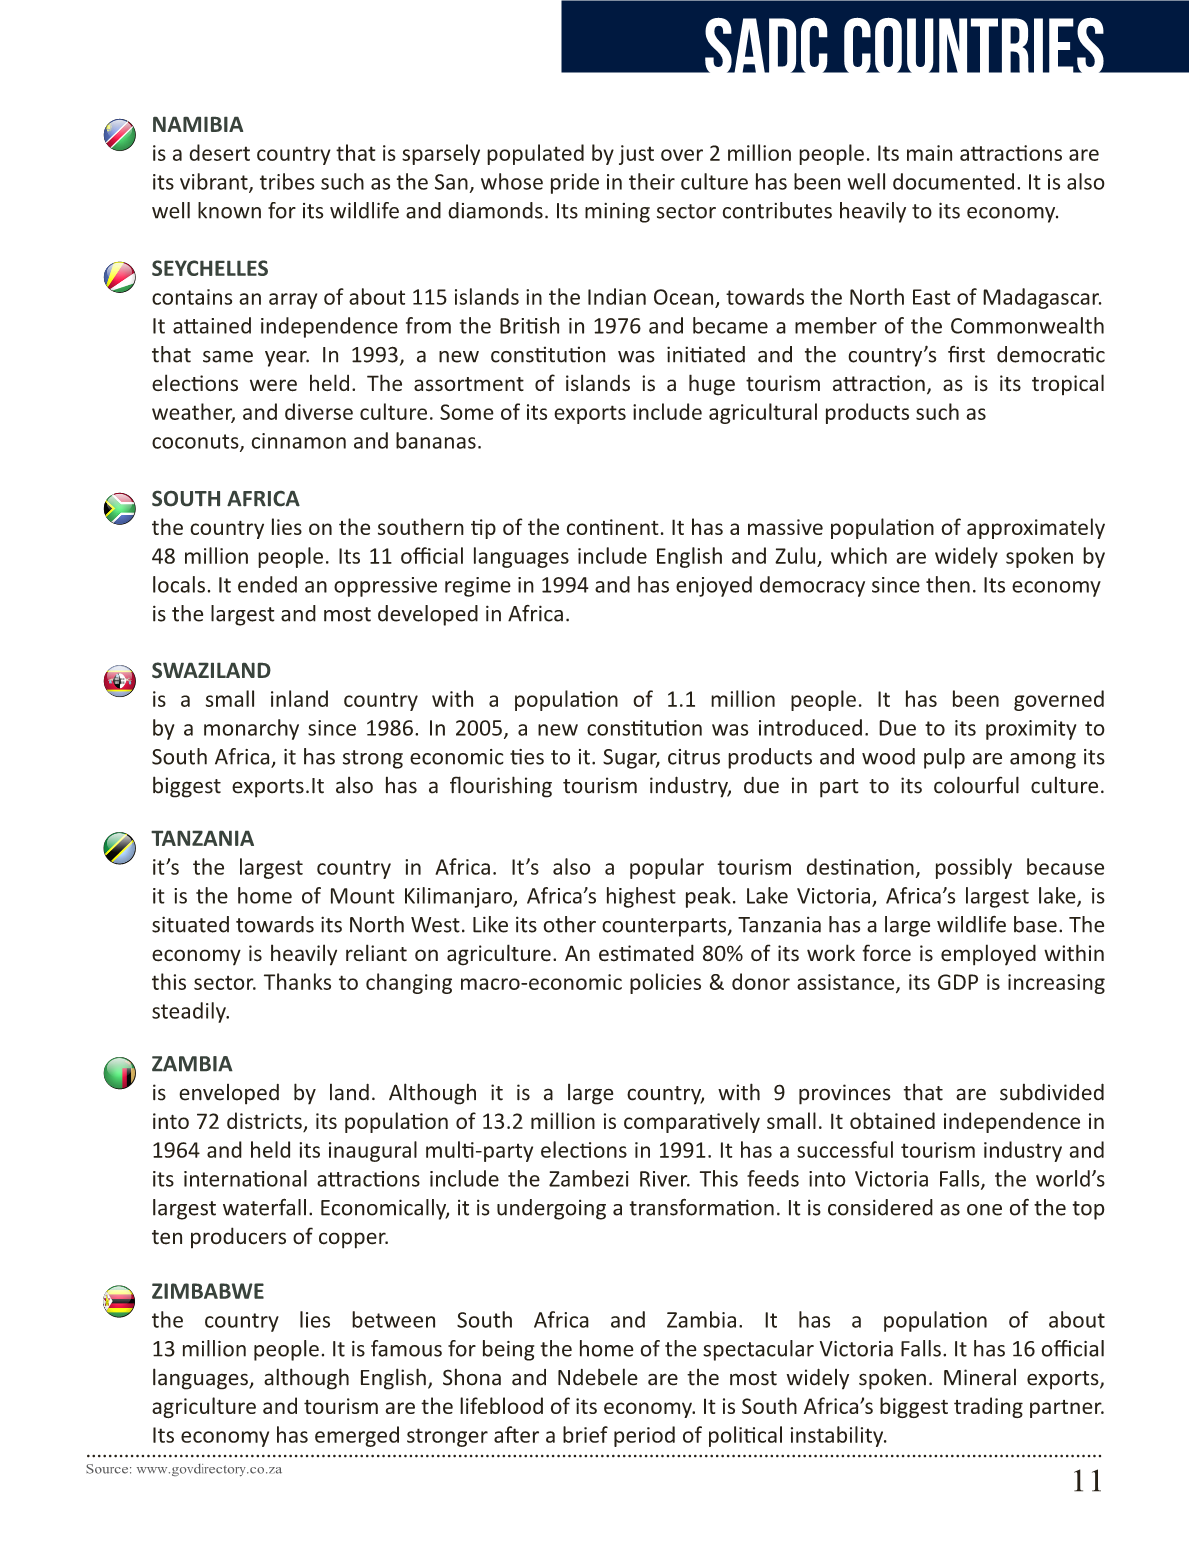 SADC COUNTRIES
NAMIBIA
is a desert country that is sparsely populated by just over 2 million people. Its main attractions are
its vibrant, tribes such as the San, whose pride in their culture has been well documented. It is also
well known for its wildlife and diamonds. Its mining sector contributes heavily to its economy.
SEYCHELLES
contains an array of about 115 islands in the Indian Ocean, towards the North East of Madagascar.
It attained independence from the British in 1976 and became a member of the Commonwealth
that same year. In 1993, a new constitution was initiated and the country’s first democratic
elections were held. The assortment of islands is a huge tourism attraction, as is its tropical
weather, and diverse culture. Some of its exports include agricultural products such as
coconuts, cinnamon and bananas.
SOUTH AFRICA
the country lies on the southern tip of the continent. It has a massive population of approximately
48 million people. Its 11 official languages include English and Zulu, which are widely spoken by
locals. It ended an oppressive regime in 1994 and has enjoyed democracy since then. Its economy
is the largest and most developed in Africa.
SWAZILAND
is a small inland country with a population of 1.1 million people. It has been governed
by a monarchy since 1986. In 2005, a new constitution was introduced. Due to its proximity to
South Africa, it has strong economic ties to it. Sugar, citrus products and wood pulp are among its
biggest exports.It also has a flourishing tourism industry, due in part to its colourful culture.
TANZANIA
it’s the largest country in Africa. It’s also a popular tourism destination, possibly because
it is the home of Mount Kilimanjaro, Africa’s highest peak. Lake Victoria, Africa’s largest lake, is
situated towards its North West. Like its other counterparts, Tanzania has a large wildlife base. The
economy is heavily reliant on agriculture. An estimated 80% of its work force is employed within
this sector. Thanks to changing macro-economic policies & donor assistance, its GDP is increasing
steadily.
ZAMBIA
is enveloped by land. Although it is a large country, with 9 provinces that are subdivided
into 72 districts, its population of 13.2 million is comparatively small. It obtained independence in
1964 and held its inaugural multi-party elections in 1991. It has a successful tourism industry and
its international attractions include the Zambezi River. This feeds into Victoria Falls, the world’s
largest waterfall. Economically, it is undergoing a transformation. It is considered as one of the top
ten producers of copper.
ZIMBABWE
the country lies between South Africa and Zambia. It has a population of about
13 million people. It is famous for being the home of the spectacular Victoria Falls. It has 16 official
languages, although English, Shona and Ndebele are the most widely spoken. Mineral exports,
agriculture and tourism are the lifeblood of its economy. It is South Africa’s biggest trading partner.
Its economy has emerged stronger after a brief period of political instability.
Source: www.govdirectory.co.za
11